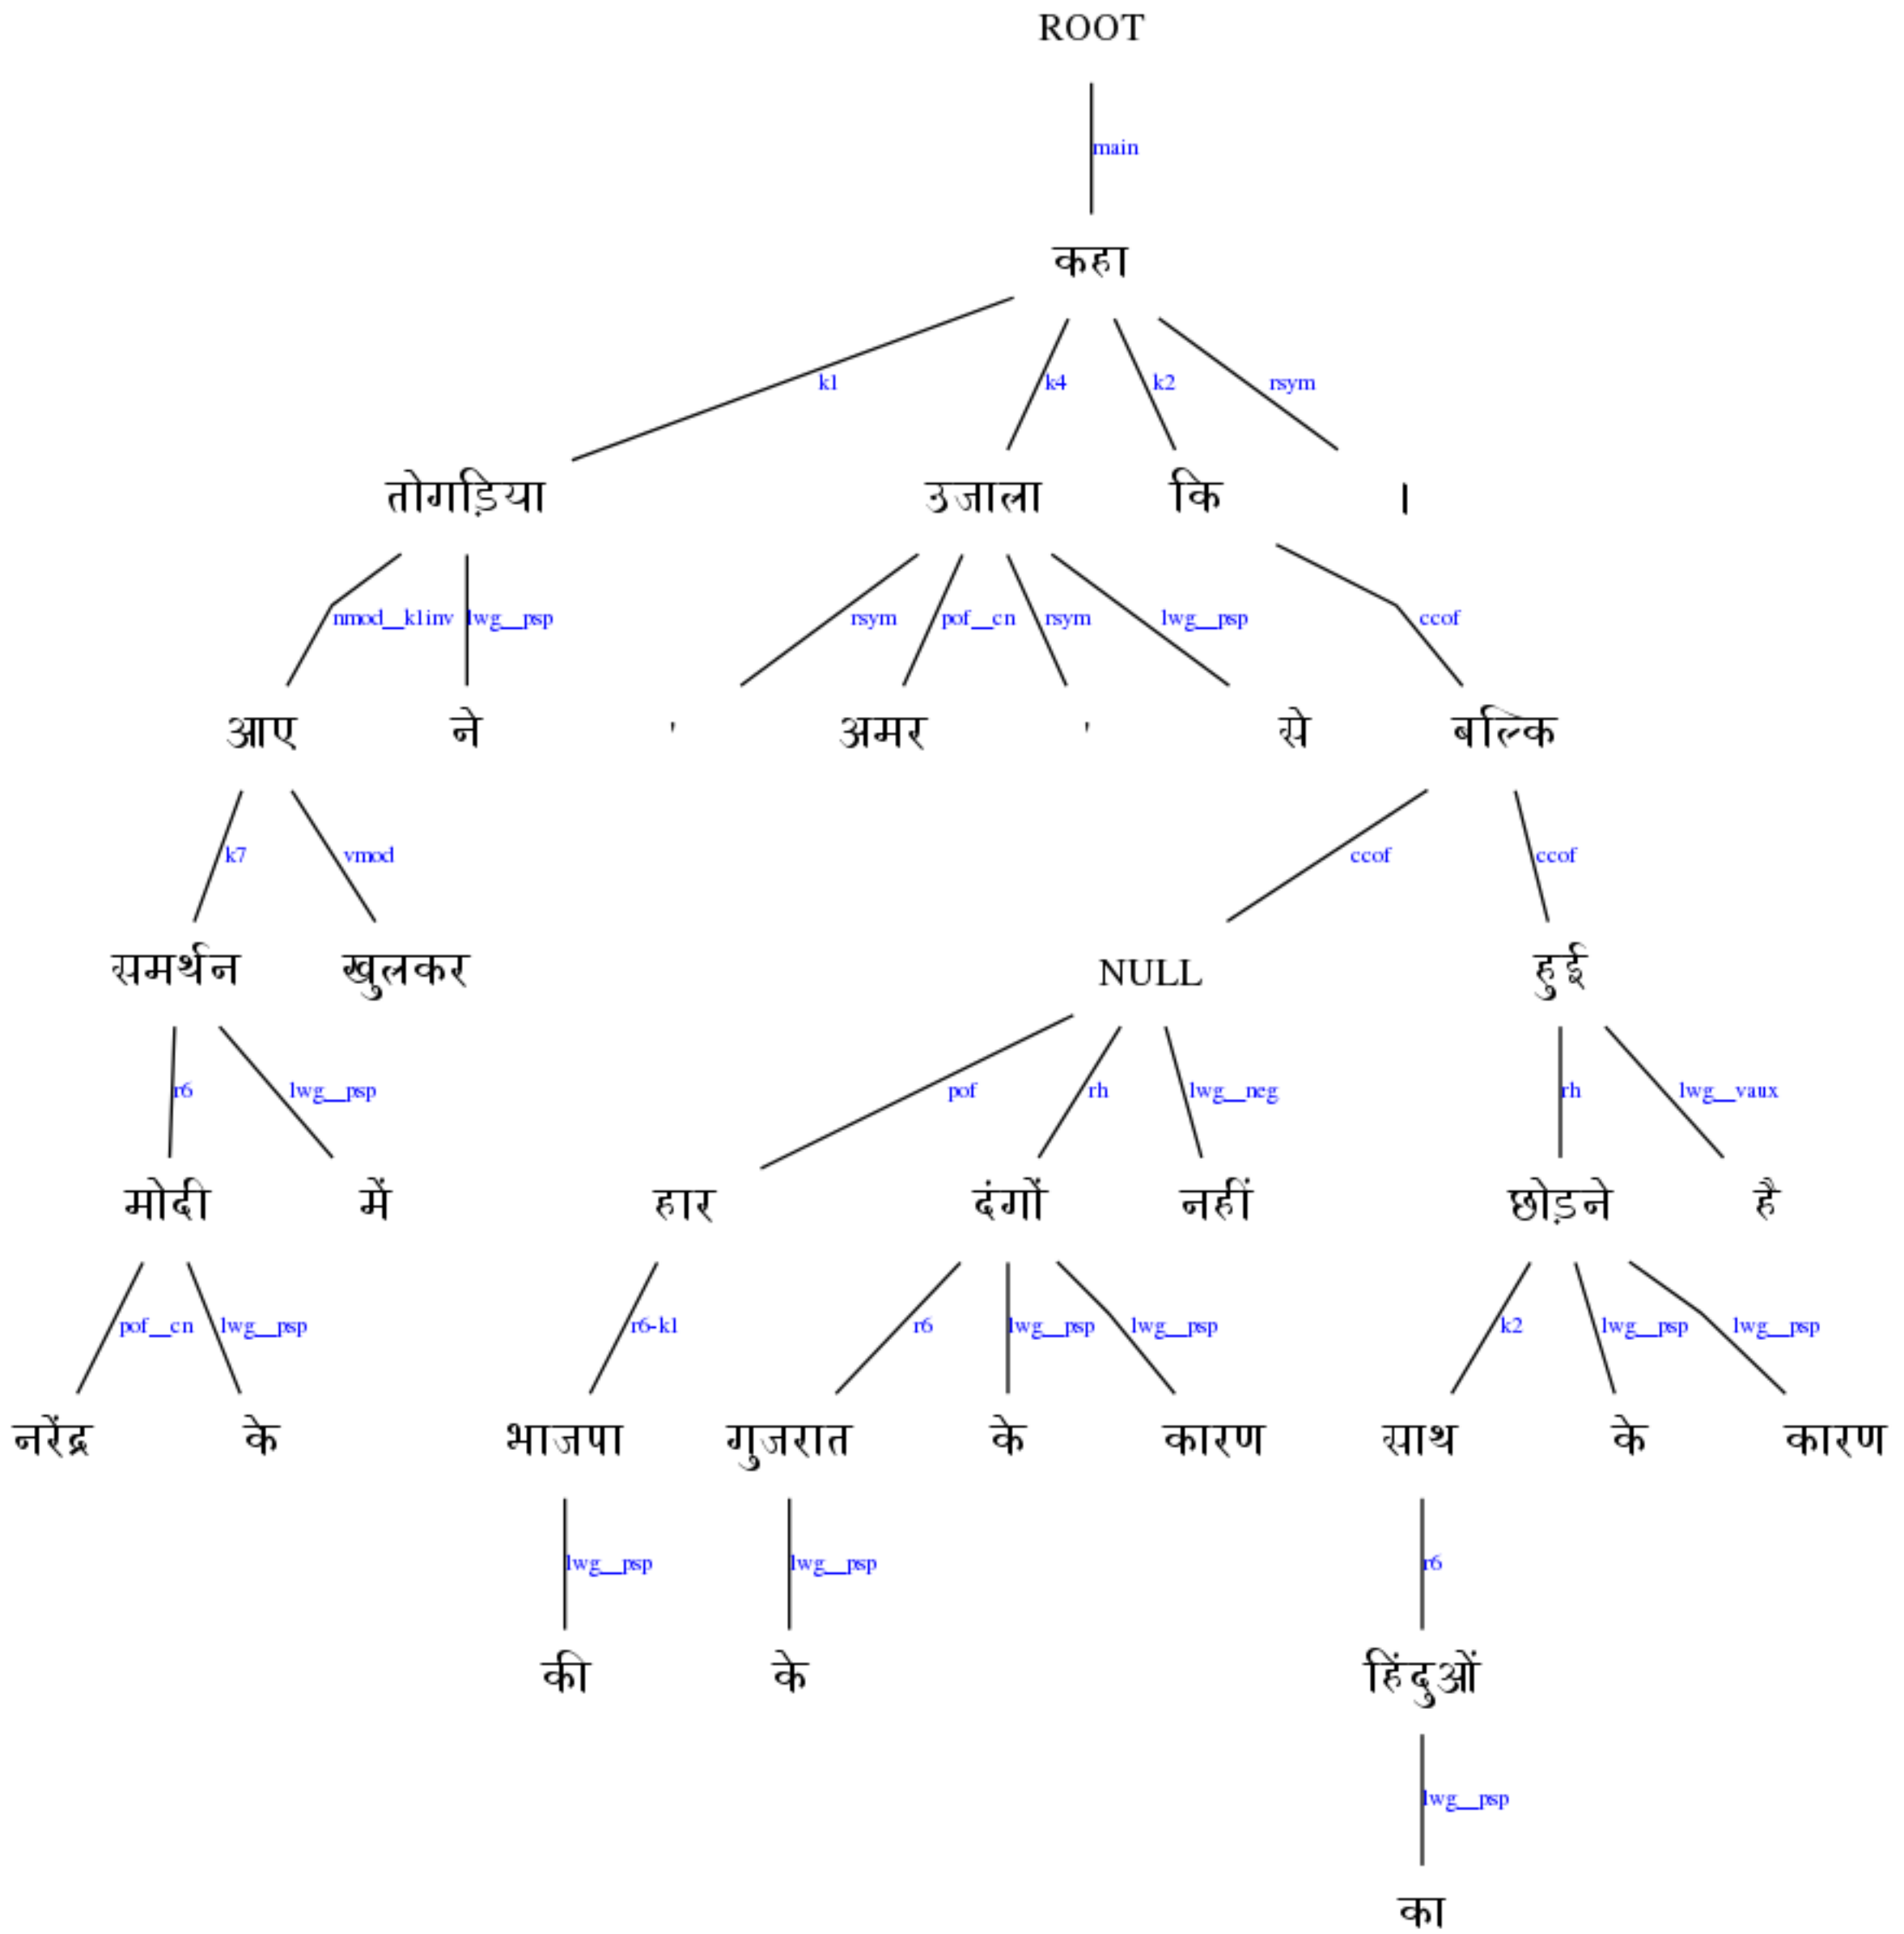 ROOT
main
कहा
k1 k4 k2 rsym
तोगड़िया उजाला कि ।
nmod__k1inv lwg__psp rsym pof__cn rsym lwg__psp ccof
आए ने ' अमर ' से बल्कि
k7 vmod ccof ccof
समर्थन खुलकर NULL हुई
r6 lwg__psp pof rh lwg__neg rh lwg__vaux
मोदी में हार दंगों नहीं छोड़ने है
pof__cn lwg__psp r6-k1 r6 lwg__psp lwg__psp k2 lwg__psp lwg__psp
नरेंद्र के भाजपा गुजरात के कारण साथ के कारण
lwg__psp lwg__psp r6
की के हिंदुओं
lwg__psp
का